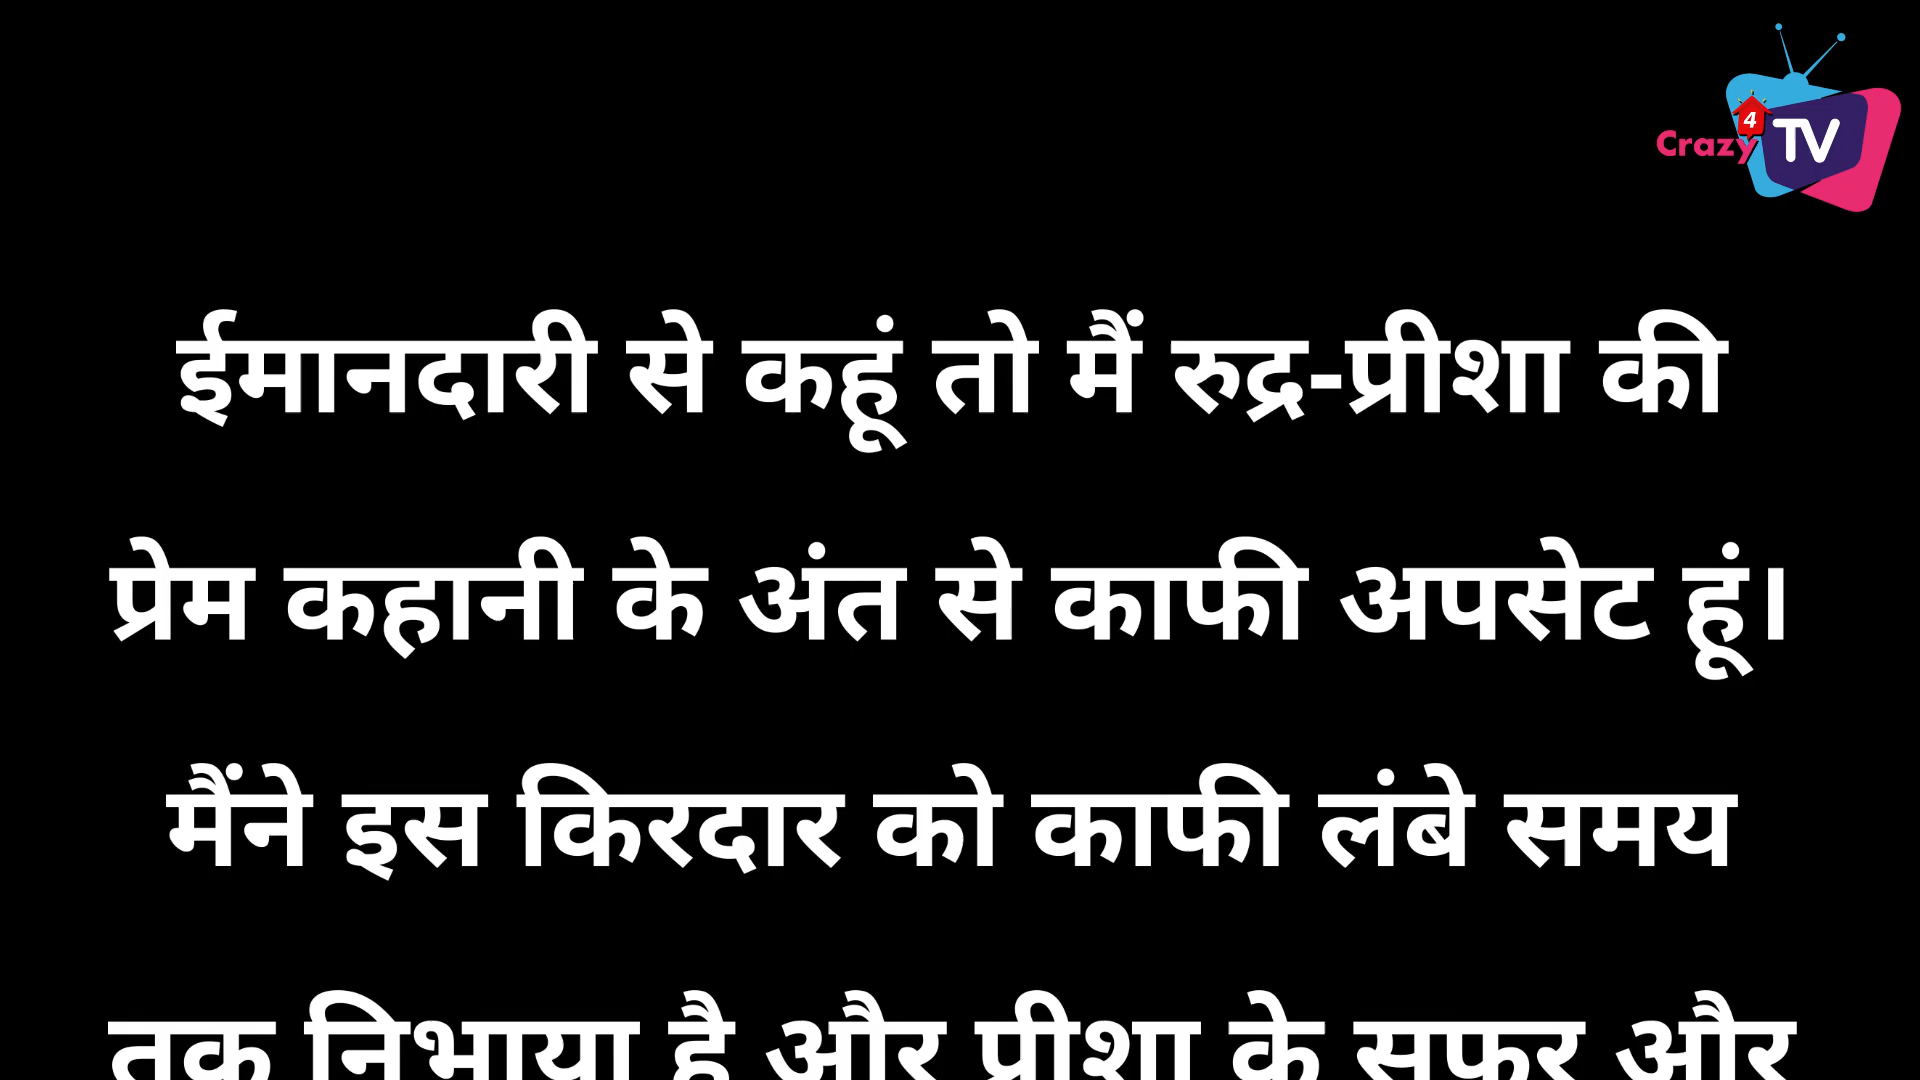 Crazy 4 TV
ईमानदारी से कहूं तो मैं रुद्र-प्रीशा की
प्रेम कहानी के अंत से काफी अपसेट हूं।
मैंने इस किरदार को काफी लंबे समय
तक निभाया है और प्रीशा के सफर और